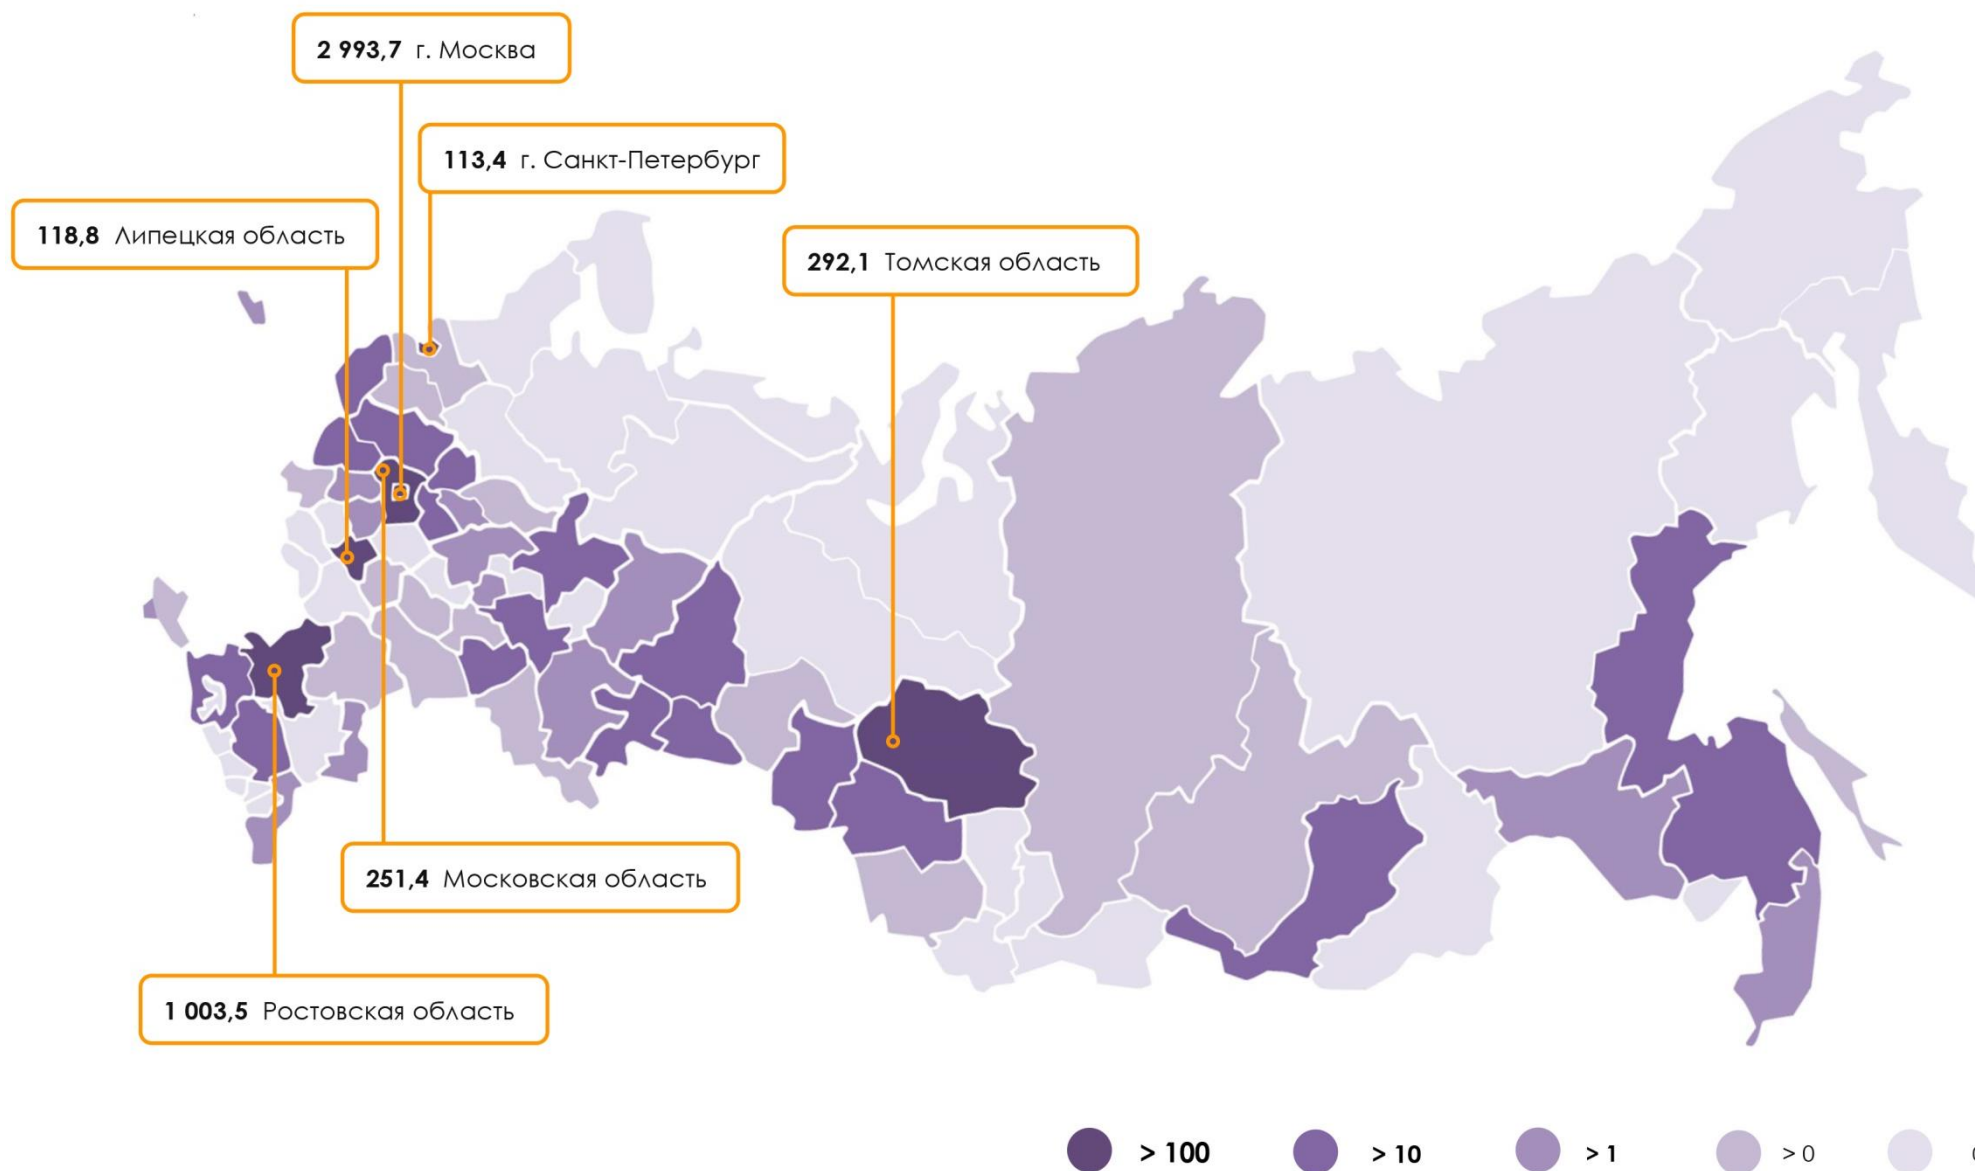 2 993,7 г. Москва
113,4 г. Санкт-Петербург
118,8 Липецкая область
292,1 Томская область
251,4 Московская область
1 003,5 Ростовская область
> 100
> 10
> 1
> 0